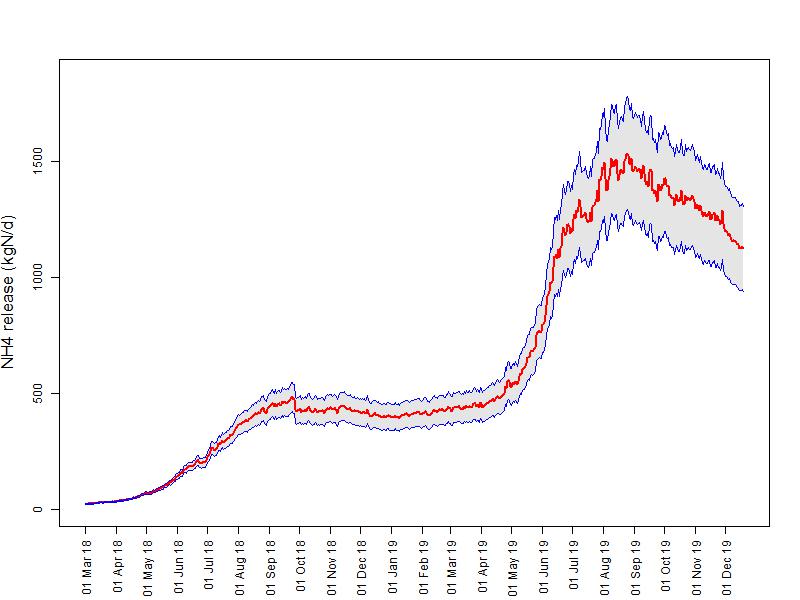 NH4 release (kgN/d)
1500
1000
500
0
01 Mar 18
01 Apr 18
01 May 18
01 Jun 18
01 Jul 18
01 Aug 18
01 Sep 18
01 Oct 18
01 Nov 18
01 Dec 18
01 Jan 19
01 Feb 19
01 Mar 19
01 Apr 19
01 May 19
01 Jun 19
01 Jul 19
01 Aug 19
01 Sep 19
01 Oct 19
01 Nov 19
01 Dec 19